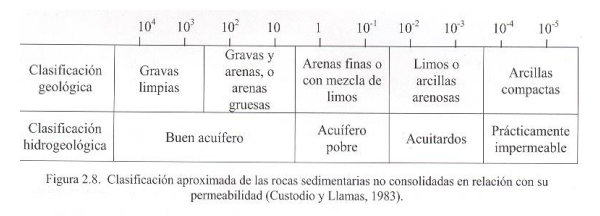 10⁴ 10³ 10² 10 1 10⁻¹ 10⁻² 10⁻³ 10⁻⁴ 10⁻⁵
Clasificación
geológica
Gravas
limpias
Gravas y
arenas, o
arenas
gruesas
Arenas finas o
con mezcla de
limos
Limos o
arcillas
arenosas
Arcillas
compactas
Clasificación
hidrogeológica
Buen acuífero
Acuífero
pobre
Acuitardos
Prácticamente
impermeable
Figura 2.8. Clasificación aproximada de las rocas sedimentarias no consolidadas en relación con su
permeabilidad (Custodio y Llamas, 1983).